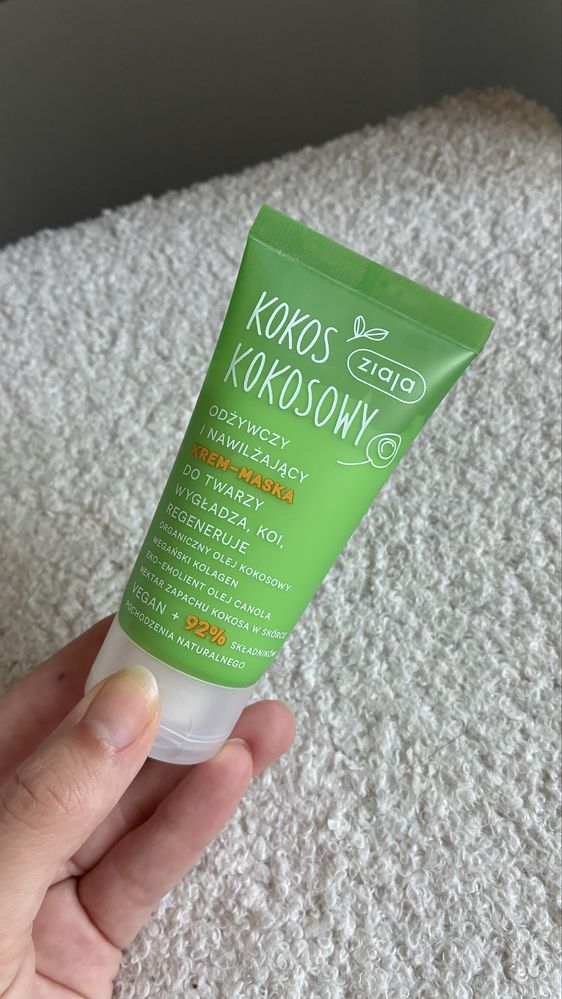 KOKOS
ziaja
KOKOSOWY
ODŻYWCZY
I NAWILŻAJĄCY
KREM-MASKA
DO TWARZY
WYGŁADZA, KOI,
REGENERUJE
ORGANICZNY OLEJ KOKOSOWY
WEGAŃSKI KOLAGEN
EKO-EMOLIENT OLEJ CANOLA
NEKTAR ZAPACHU KOKOSA W SKÓRCE
VEGAN + 92% SKŁADNIKÓW
POCHODZENIA NATURALNEGO